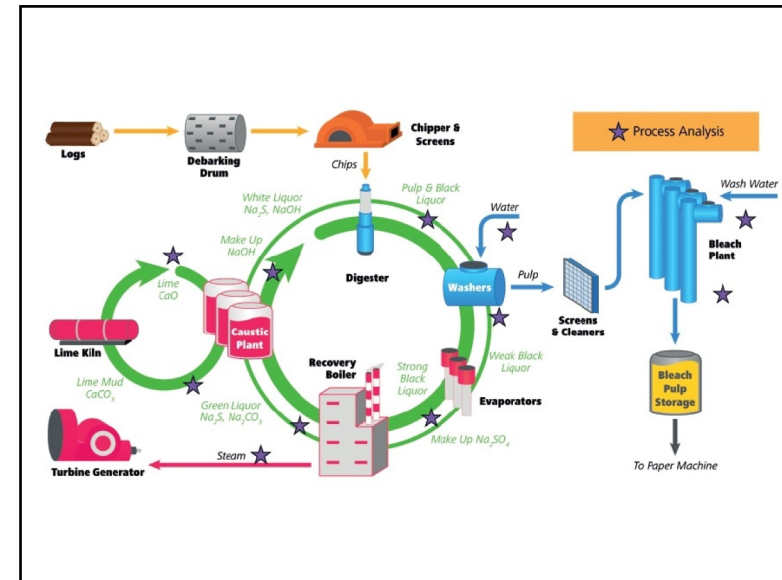 Logs
Debarking
Drum
Chipper &
Screens
Process Analysis
Chips
White Liquor
Na₂S, NaOH
Pulp & Black
Liquor
Water
Wash Water
Make Up
NaOH
Bleach
Plant
Lime
CaO
Digester
Washers
Pulp
Screens
& Cleaners
Caustic
Plant
Lime Kiln
Recovery
Boiler
Strong
Black
Liquor
Weak Black
Liquor
Evaporators
Bleach
Pulp
Storage
Lime Mud
CaCO₃
Green Liquor
Na₂S, Na₂CO₃
Make Up Na₂SO₄
Turbine Generator
Steam
To Paper Machine